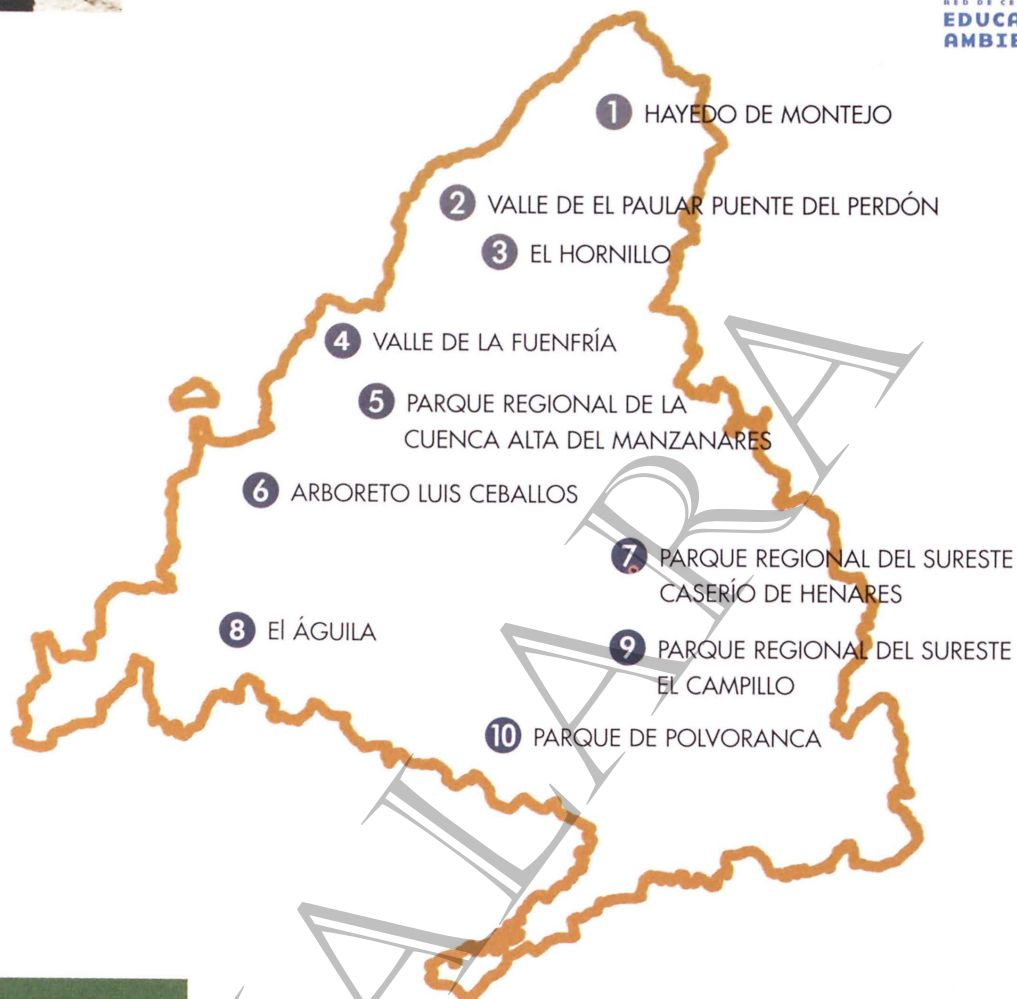 EDUCA
AMBIE
1 HAYEDO DE MONTEJO
2 VALLE DE EL PAULAR PUENTE DEL PERDÓN
3 EL HORNILLO
4 VALLE DE LA FUENFRÍA
5 PARQUE REGIONAL DE LA
CUENCA ALTA DEL MANZANARES
6 ARBORETO LUIS CEBALLOS
7 PARQUE REGIONAL DEL SURESTE
CASERÍO DE HENARES
8 El ÁGUILA
9 PARQUE REGIONAL DEL SURESTE
EL CAMPILLO
10 PARQUE DE POLVORANCA
ALARA